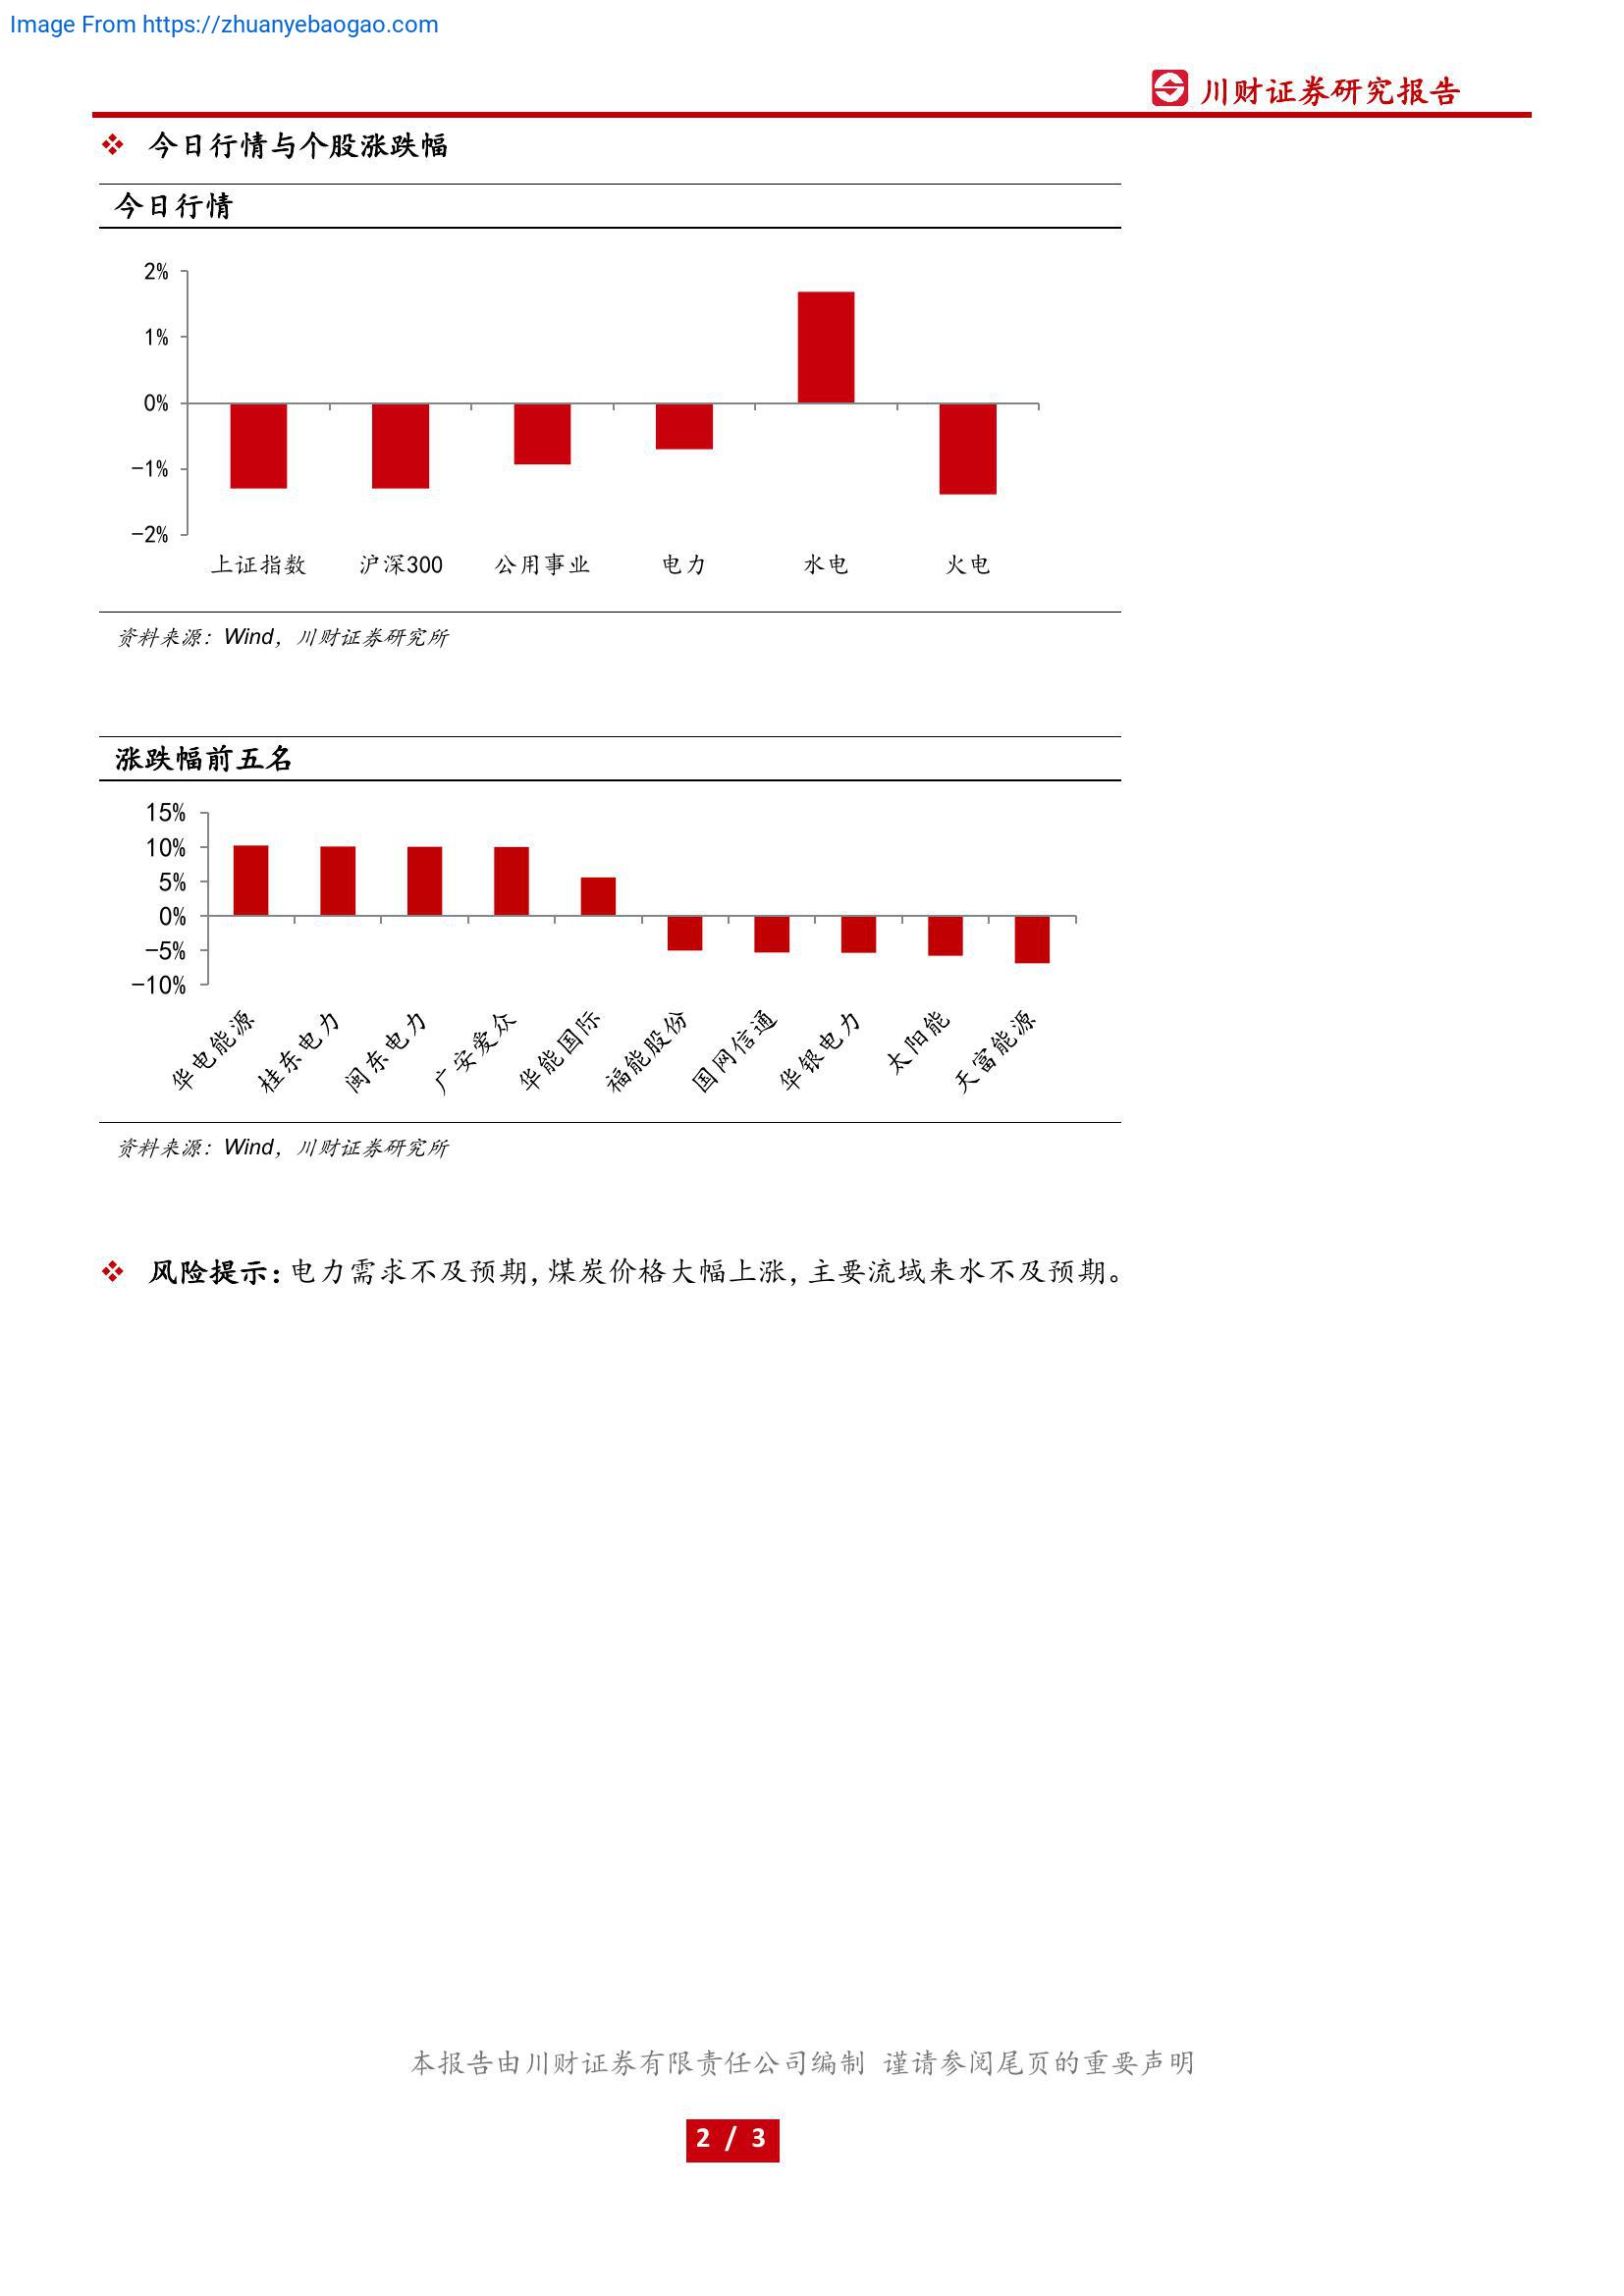 Image From https://zhuanyebaogao.com
川财证券研究报告
今日行情与个股涨跌幅
今日行情
2%
1%
0%
-1%
-2%
上证指数 沪深300 公用事业 电力 水电 火电
资料来源：Wind，川财证券研究所
涨跌幅前五名
15%
10%
5%
0%
-5%
-10%
华电能源 桂东电力 闽东电力 广安爱众 华能国际 福能股份 国网信通 华银电力 太阳能 天富能源
资料来源：Wind，川财证券研究所
风险提示：电力需求不及预期，煤炭价格大幅上涨，主要流域来水不及预期。
本报告由川财证券有限责任公司编制 谨请参阅尾页的重要声明
2 / 3